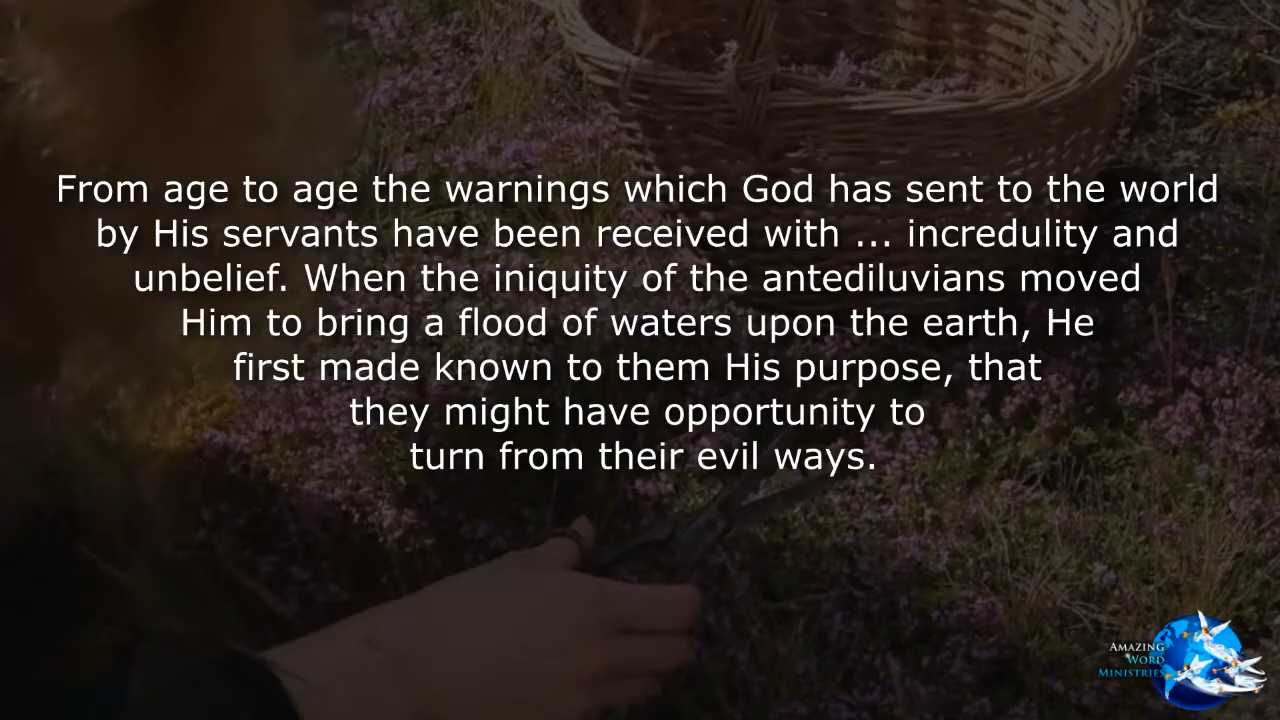 From age to age the warnings which God has sent to the world
by His servants have been received with ... incredulity and
unbelief. When the iniquity of the antediluvians moved
Him to bring a flood of waters upon the earth, He
first made known to them His purpose, that
they might have opportunity to
turn from their evil ways.
AMAZING
WORD
MINISTRIES